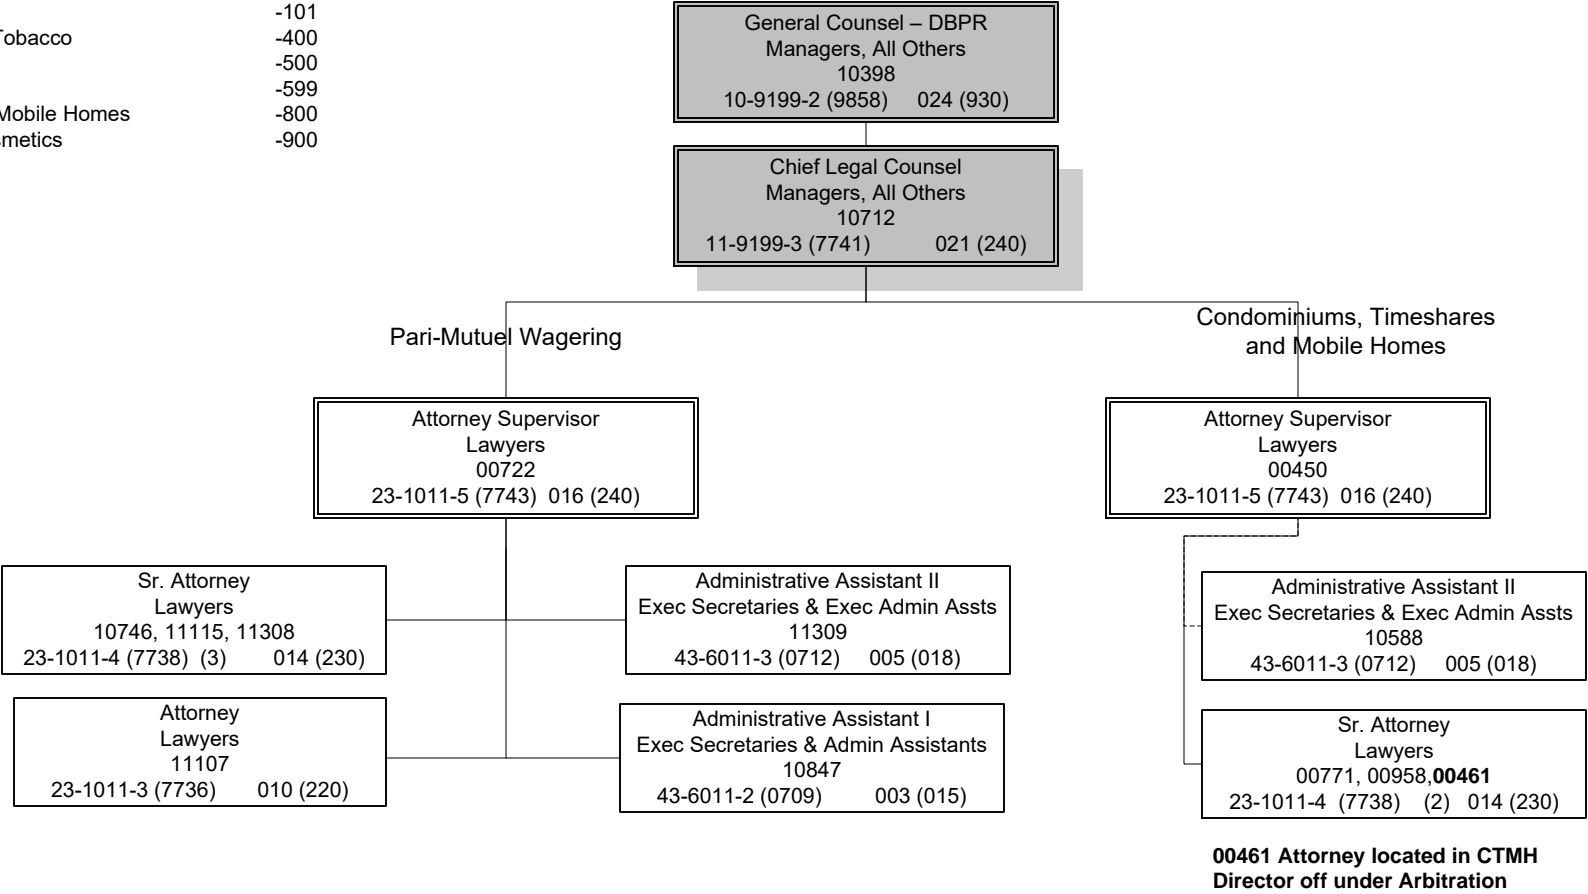 -101
Tobacco -400
-500
-599
Mobile Homes -800
metics -900
General Counsel – DBPR
Managers, All Others
10398
10-9199-2 (9858) 024 (930)
Chief Legal Counsel
Managers, All Others
10712
11-9199-3 (7741) 021 (240)
Pari-Mutuel Wagering
Condominiums, Timeshares
and Mobile Homes
Attorney Supervisor
Lawyers
00722
23-1011-5 (7743) 016 (240)
Attorney Supervisor
Lawyers
00450
23-1011-5 (7743) 016 (240)
Sr. Attorney
Lawyers
10746, 11115, 11308
23-1011-4 (7738) (3) 014 (230)
Administrative Assistant II
Exec Secretaries & Exec Admin Assts
11309
43-6011-3 (0712) 005 (018)
Administrative Assistant II
Exec Secretaries & Exec Admin Assts
10588
43-6011-3 (0712) 005 (018)
Attorney
Lawyers
11107
23-1011-3 (7736) 010 (220)
Administrative Assistant I
Exec Secretaries & Admin Assistants
10847
43-6011-2 (0709) 003 (015)
Sr. Attorney
Lawyers
00771, 00958,00461
23-1011-4 (7738) (2) 014 (230)
00461 Attorney located in CTMH
Director off under Arbitration